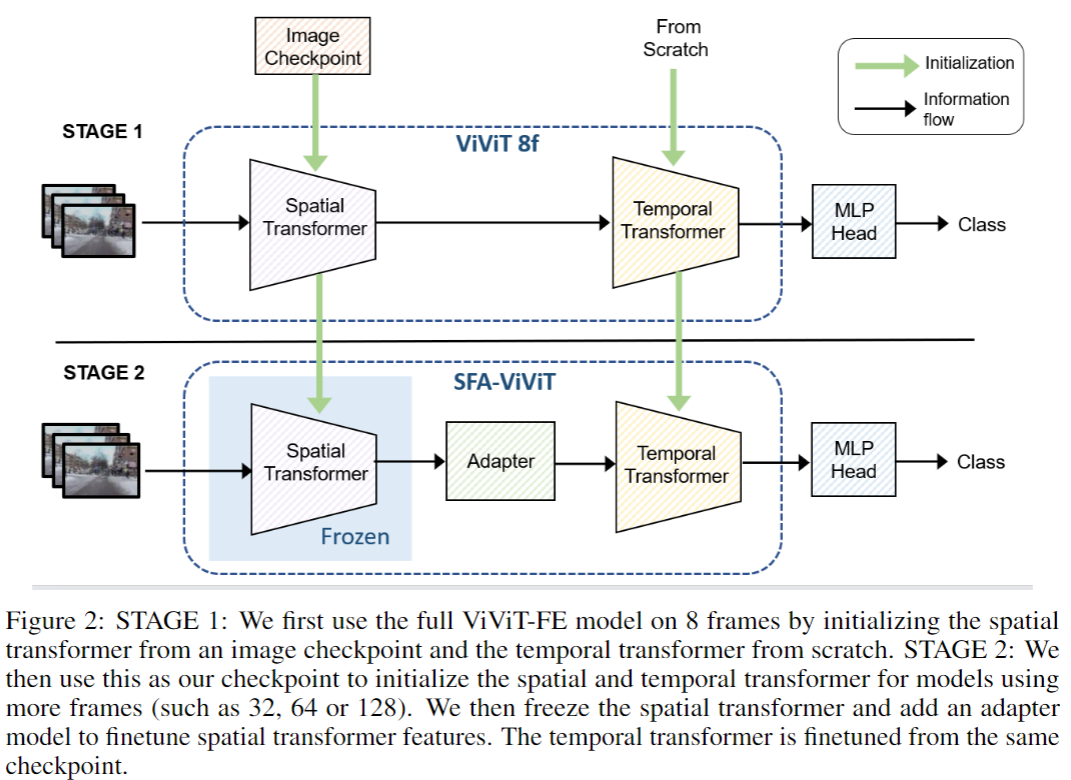 Image
Checkpoint
From
Scratch
Initialization
Information
flow
STAGE 1
ViViT 8f
Spatial
Transformer
Temporal
Transformer
MLP
Head
Class
STAGE 2
SFA-ViViT
Spatial
Transformer
Adapter
Temporal
Transformer
MLP
Head
Class
Frozen
Figure 2: STAGE 1: We first use the full ViViT-FE model on 8 frames by initializing the spatial
transformer from an image checkpoint and the temporal transformer from scratch. STAGE 2: We
then use this as our checkpoint to initialize the spatial and temporal transformer for models using
more frames (such as 32, 64 or 128). We then freeze the spatial transformer and add an adapter
model to finetune spatial transformer features. The temporal transformer is finetuned from the same
checkpoint.